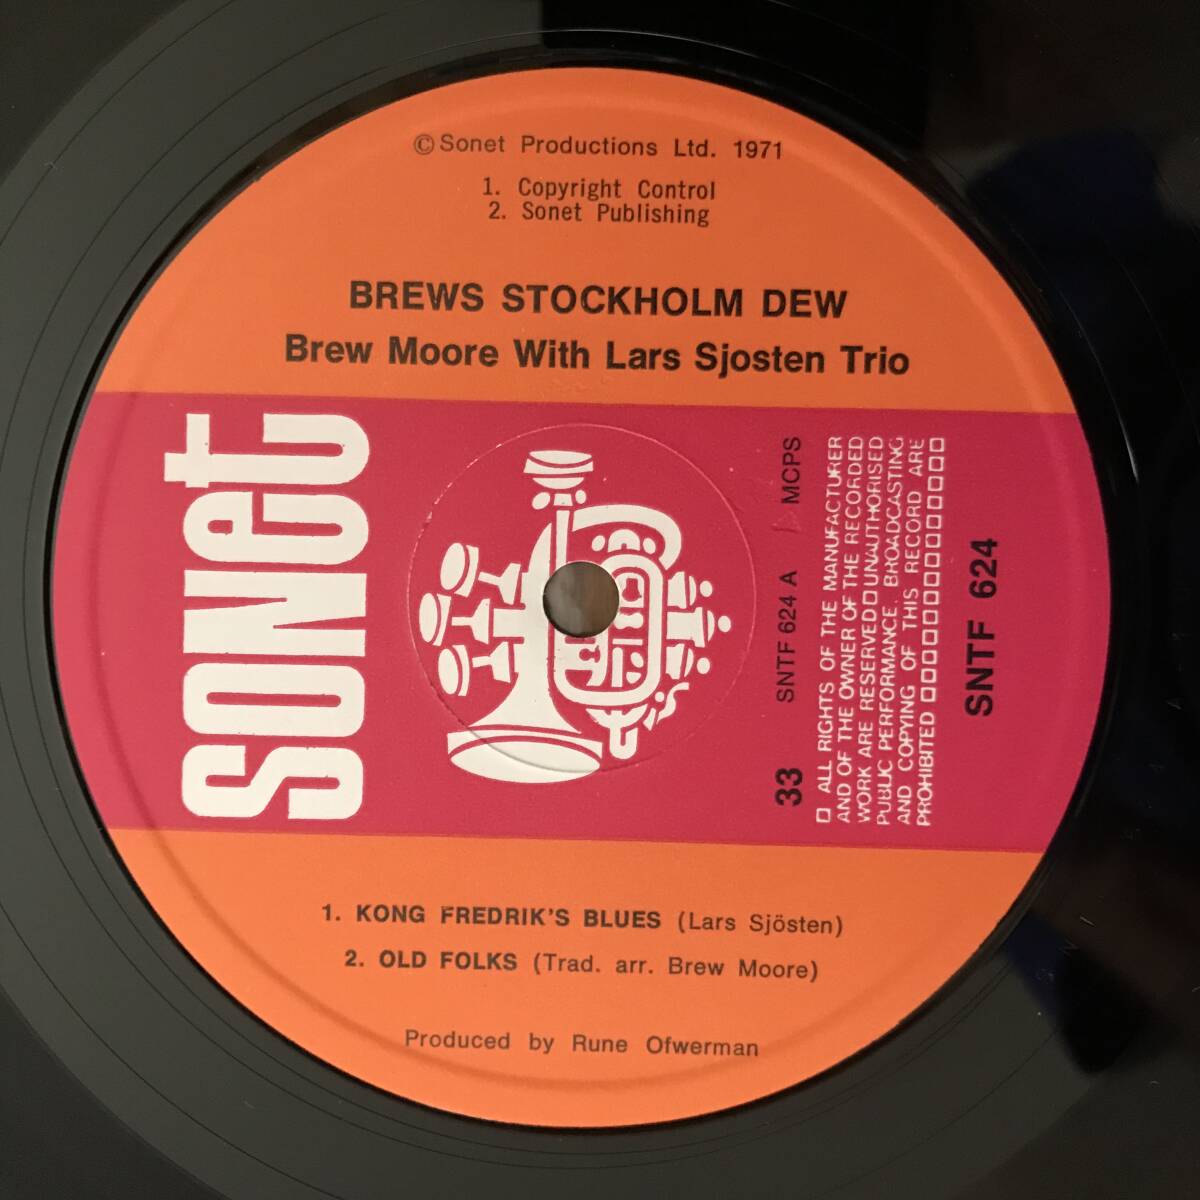 ©Sonet Productions Ltd. 1971
1. Copyright Control
2. Sonet Publishing
BREWS STOCKHOLM DEW
Brew Moore With Lars Sjosten Trio
sonet
33 SNTF 624 A MCPS
□ ALL RIGHTS OF THE MANUFACTURER
AND OF THE OWNER OF THE RECORDED
WORK ARE RESERVED □ UNAUTHORISED
PUBLIC PERFORMANCE, BROADCASTING
AND COPYING OF THIS RECORD ARE
PROHIBITED □□□□□□□□□□□□
SNTF 624
1. KONG FREDRIK'S BLUES (Lars Sjösten)
2. OLD FOLKS (Trad. arr. Brew Moore)
Produced by Rune Ofwerman